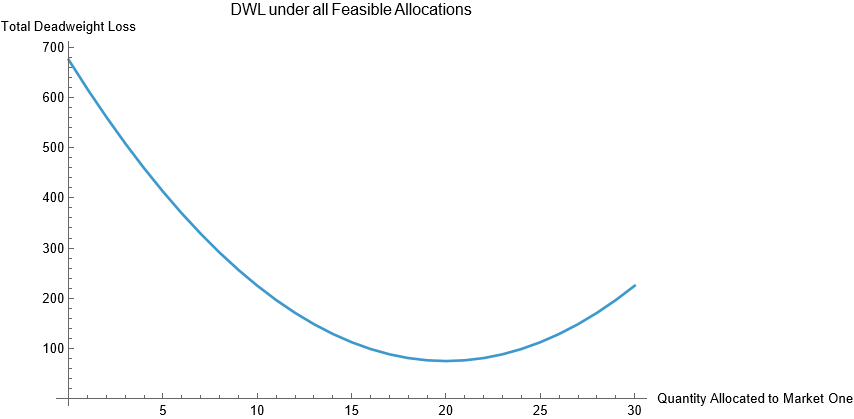 DWL under all Feasible Allocations
Total Deadweight Loss
700
600
500
400
300
200
100
5 10 15 20 25 30
Quantity Allocated to Market One